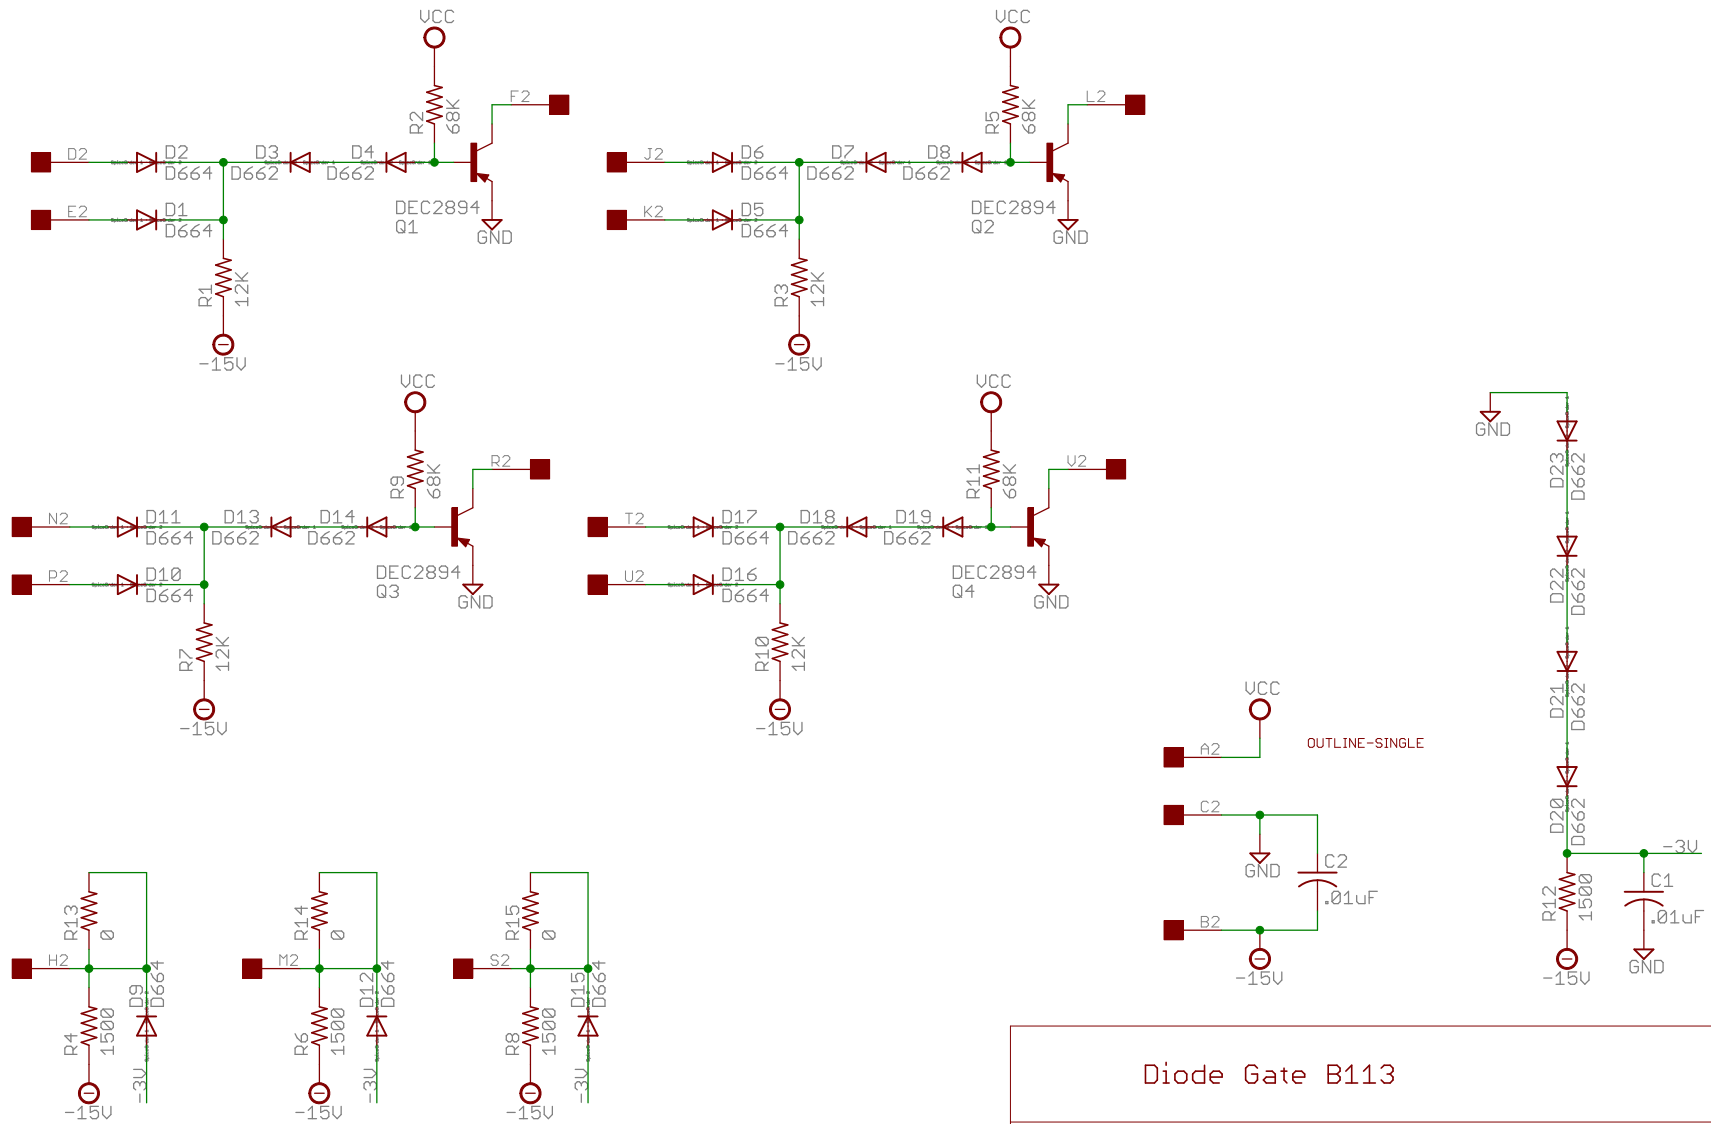 VCC
R2
68K
F2
D2
D2
D664
D3
D662
D4
D662
E2
D1
D664
DEC2894
Q1
GND
R1
12K
-15V
VCC
R5
68K
L2
J2
D6
D664
D7
D662
D8
D662
K2
D5
D664
DEC2894
Q2
GND
R3
12K
-15V
VCC
R9
68K
R2
N2
D11
D664
D13
D662
D14
D662
P2
D10
D664
DEC2894
Q3
GND
R7
12K
-15V
VCC
R11
68K
V2
T2
D17
D664
D18
D662
D19
D662
U2
D16
D664
DEC2894
Q4
GND
R10
12K
-15V
GND
D23
D662
D22
D662
D21
D662
D20
D662
-3V
R12
1500
C1
.01uF
-15V
GND
VCC
A2
OUTLINE-SINGLE
C2
GND
C2
.01uF
B2
-15V
R13
0
H2
D9
D664
R4
1500
-15V
-3V
R14
0
M2
D12
D664
R6
1500
-15V
-3V
R15
0
S2
D15
D664
R8
1500
-15V
-3V
Diode Gate B113